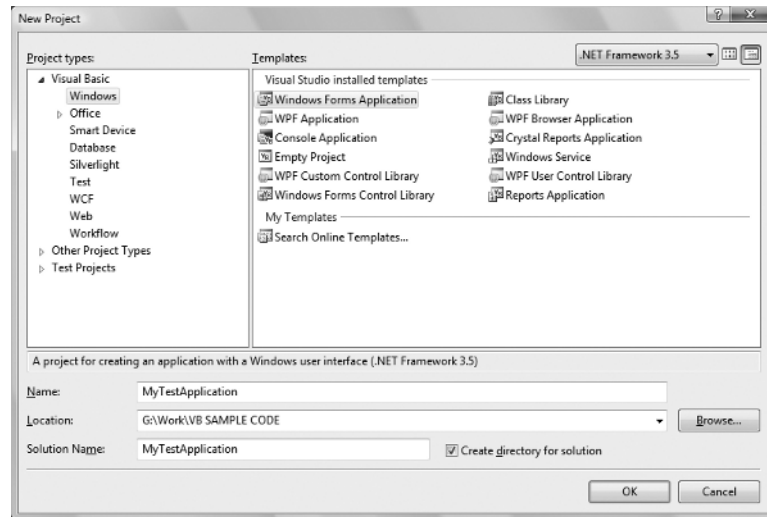 New Project
Project types:
Templates:
.NET Framework 3.5
Visual Basic
Windows
Office
Smart Device
Database
Silverlight
Test
WCF
Web
Workflow
Other Project Types
Test Projects
Visual Studio installed templates
Windows Forms Application
Class Library
WPF Application
WPF Browser Application
Console Application
Crystal Reports Application
Empty Project
Windows Service
WPF Custom Control Library
WPF User Control Library
Windows Forms Control Library
Reports Application
My Templates
Search Online Templates...
A project for creating an application with a Windows user interface (.NET Framework 3.5)
Name:
MyTestApplication
Location:
G:\Work\VB SAMPLE CODE
Browse...
Solution Name:
MyTestApplication
Create directory for solution
OK
Cancel